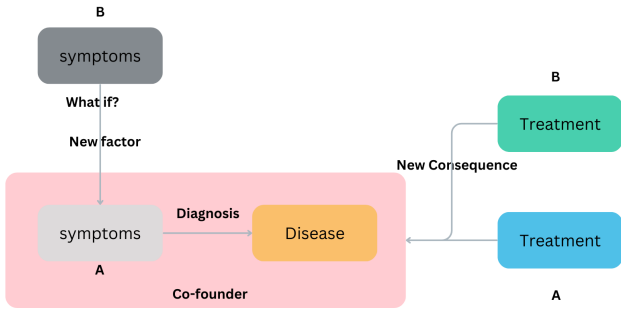 B
symptoms
What if?
New factor
B
Treatment
New Consequence
symptoms
A
Diagnosis
Disease
Co-founder
Treatment
A